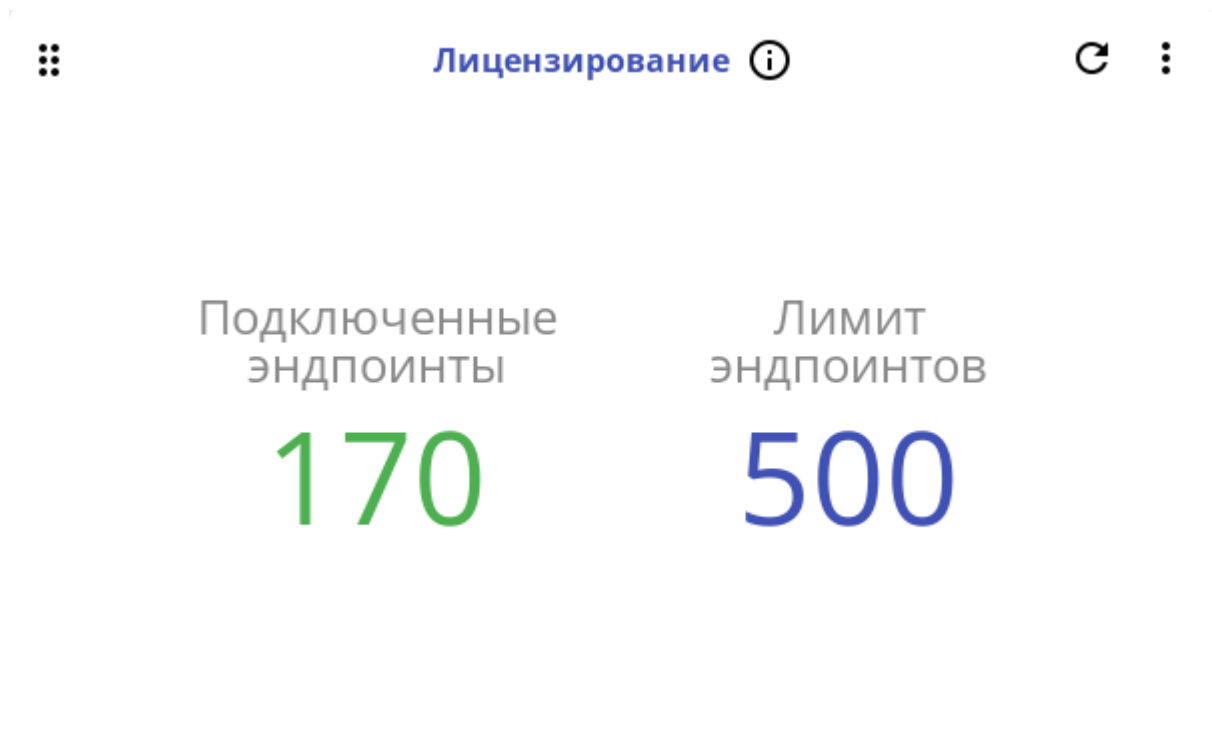 Лицензирование
Подключенные
эндпоинты
170
Лимит
эндпоинтов
500